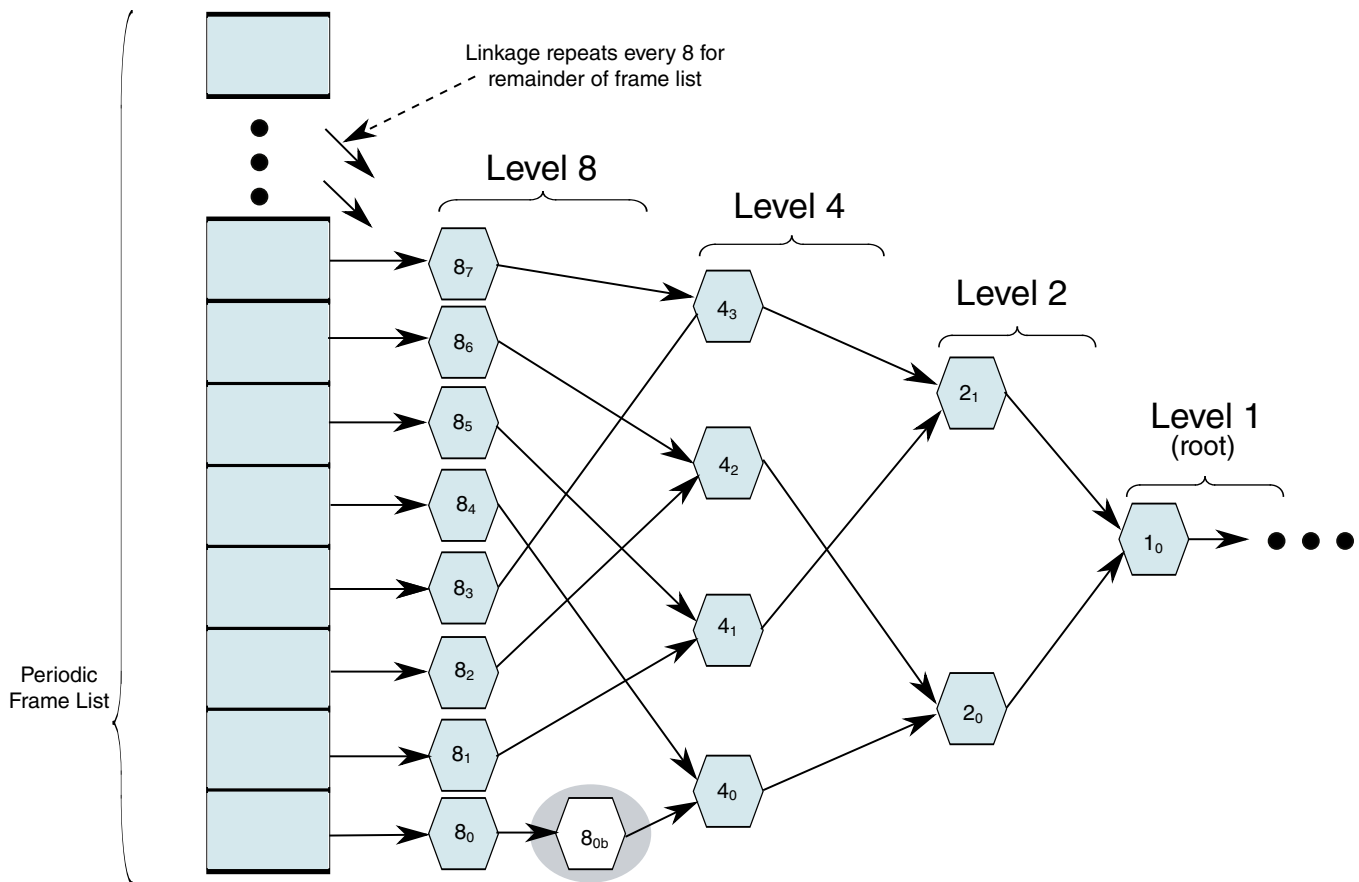 Linkage repeats every 8 for
remainder of frame list
Level 8
Level 4
Level 2
Level 1
(root)
8₇
8₆
8₅
8₄
8₃
8₂
8₁
8₀
8₀b
4₃
4₂
4₁
4₀
2₁
2₀
1₀
Periodic
Frame List